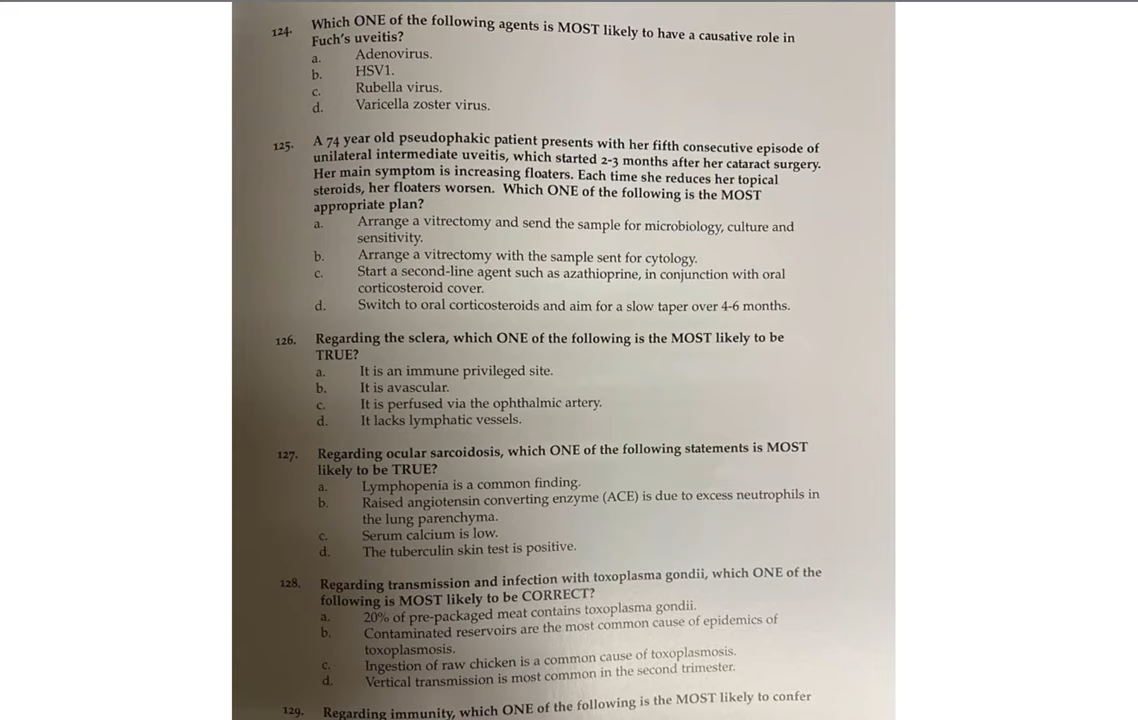 124. Which ONE of the following agents is MOST likely to have a causative role in
Fuch's uveitis?
a. Adenovirus.
b. HSV1.
c. Rubella virus.
d. Varicella zoster virus.
125. A 74 year old pseudophakic patient presents with her fifth consecutive episode of
unilateral intermediate uveitis, which started 2-3 months after her cataract surgery.
Her main symptom is increasing floaters. Each time she reduces her topical
steroids, her floaters worsen. Which ONE of the following is the MOST
appropriate plan?
a. Arrange a vitrectomy and send the sample for microbiology, culture and
sensitivity.
b. Arrange a vitrectomy with the sample sent for cytology.
c. Start a second-line agent such as azathioprine, in conjunction with oral
corticosteroid cover.
d. Switch to oral corticosteroids and aim for a slow taper over 4-6 months.
126. Regarding the sclera, which ONE of the following is the MOST likely to be
TRUE?
a. It is an immune privileged site.
b. It is avascular.
c. It is perfused via the ophthalmic artery.
d. It lacks lymphatic vessels.
127. Regarding ocular sarcoidosis, which ONE of the following statements is MOST
likely to be TRUE?
a. Lymphopenia is a common finding.
b. Raised angiotensin converting enzyme (ACE) is due to excess neutrophils in
the lung parenchyma.
c. Serum calcium is low.
d. The tuberculin skin test is positive.
128. Regarding transmission and infection with toxoplasma gondii, which ONE of the
following is MOST likely to be CORRECT?
a. 20% of pre-packaged meat contains toxoplasma gondii.
b. Contaminated reservoirs are the most common cause of epidemics of
toxoplasmosis.
c. Ingestion of raw chicken is a common cause of toxoplasmosis.
d. Vertical transmission is most common in the second trimester.
129. Regarding immunity, which ONE of the following is the MOST likely to confer